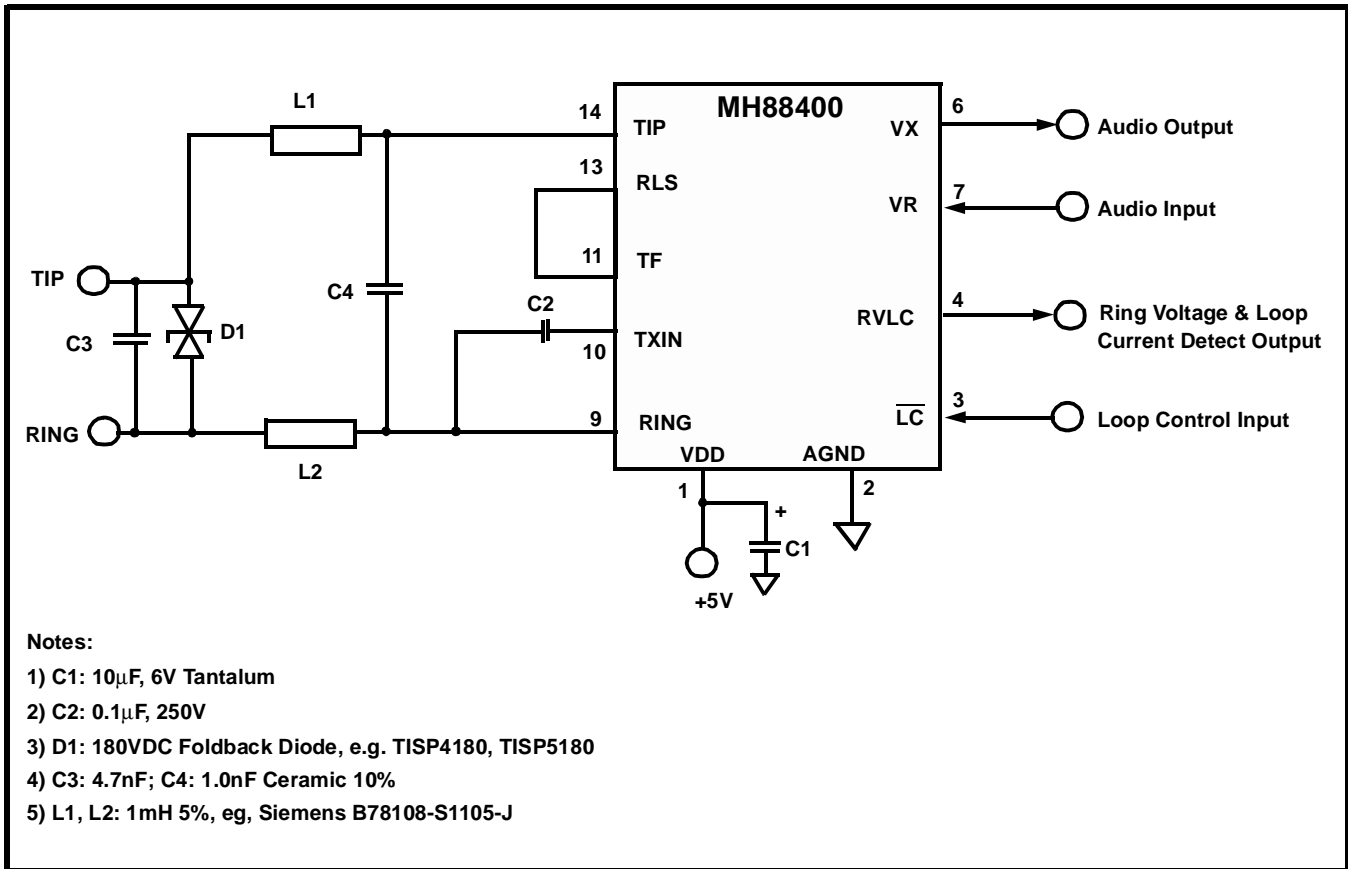 MH88400
L1
14
TIP
VX
6
Audio Output
13
RLS
VR
7
Audio Input
11
TF
TIP
C4
C3
D1
C2
10
TXIN
RVLC
4
Ring Voltage & Loop
Current Detect Output
RING
L2
9
RING
LC
3
Loop Control Input
VDD
AGND
1
2
+
C1
+5V
Notes:
1) C1: 10μF, 6V Tantalum
2) C2: 0.1μF, 250V
3) D1: 180VDC Foldback Diode, e.g. TISP4180, TISP5180
4) C3: 4.7nF; C4: 1.0nF Ceramic 10%
5) L1, L2: 1mH 5%, eg, Siemens B78108-S1105-J